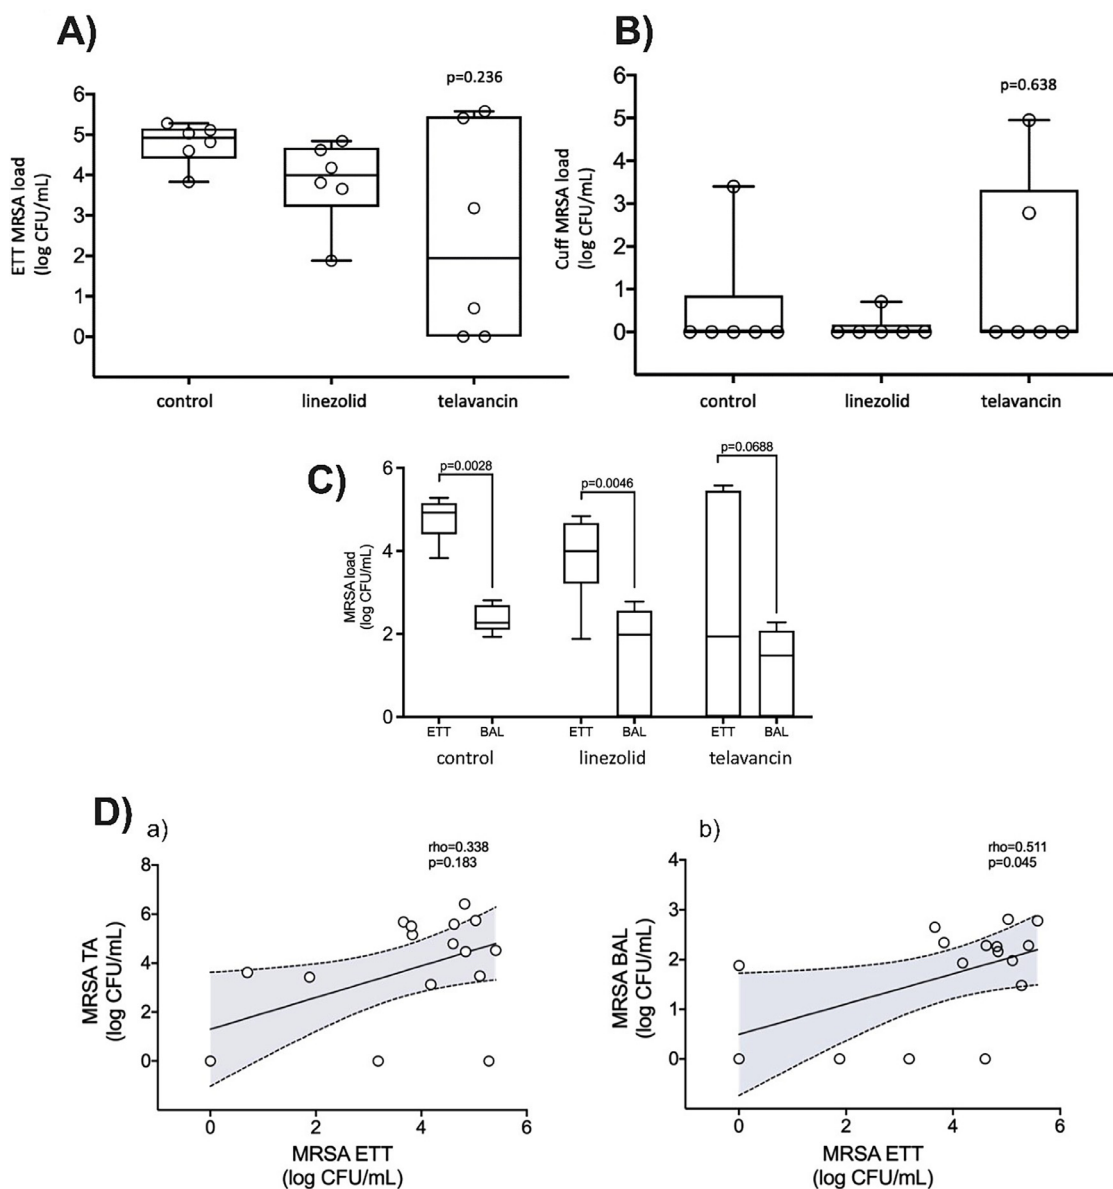 A)
p=0.236
ETT MRSA load
(log CFU/mL)
6
5
4
3
2
1
0
control
linezolid
telavancin
B)
p=0.638
Cuff MRSA load
(log CFU/mL)
6
5
4
3
2
1
0
control
linezolid
telavancin
C)
p=0.0028
p=0.0046
p=0.0688
MRSA load
(log CFU/mL)
6
4
2
0
ETT
BAL
ETT
BAL
ETT
BAL
control
linezolid
telavancin
D)
a)
rho=0.338
p=0.183
MRSA TA
(log CFU/mL)
8
6
4
2
0
0
2
4
6
MRSA ETT
(log CFU/mL)
b)
rho=0.511
p=0.045
MRSA BAL
(log CFU/mL)
4
3
2
1
0
0
2
4
6
MRSA ETT
(log CFU/mL)